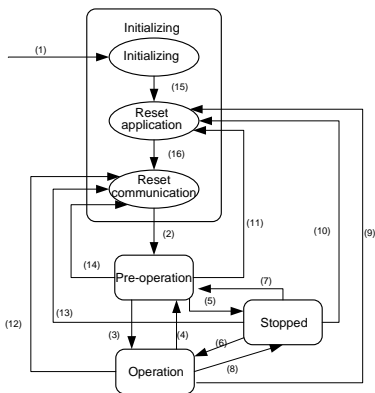 Initializing
(1)
Initializing
(15)
Reset
application
(16)
Reset
communication
(2)
(11)
(10)
(9)
(14)
Pre-operation
(7)
(5)
(12)
(13)
(3)
(4)
Stopped
(6)
Operation
(8)